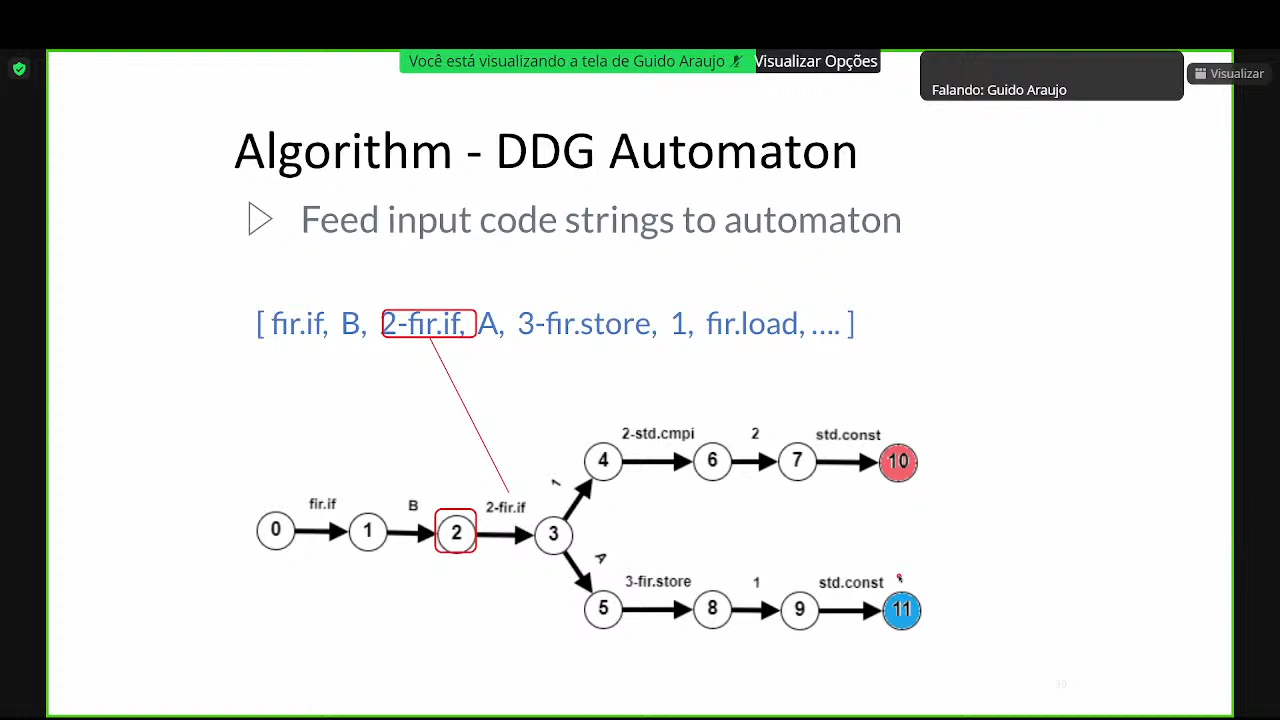 Você está visualizando a tela de Guido Araujo
Visualizar Opções
Falando: Guido Araujo
Visualizar
Algorithm - DDG Automaton
Feed input code strings to automaton
[ fir.if, B, 2-fir.if, A, 3-fir.store, 1, fir.load, .... ]
2-std.cmpi 2 std.const
4 6 7 10
1
fir.if B 2-fir.if
0 1 2 3
A
3-fir.store 1 std.const
5 8 9 11